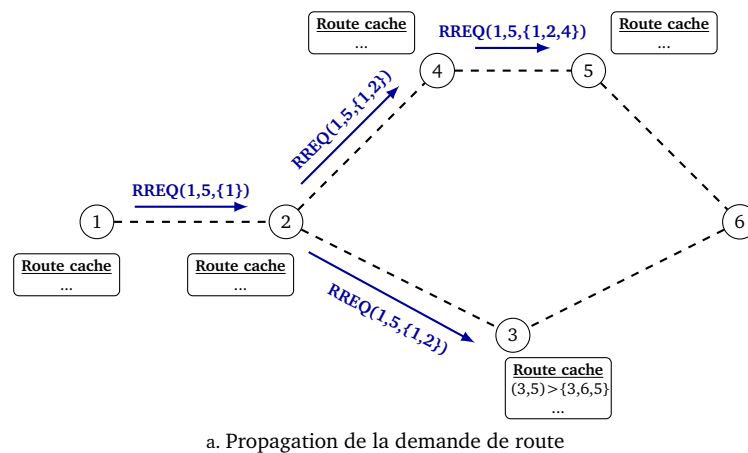 Route cache
...
RREQ(1,5,{1,2,4})
Route cache
...
4
5
RREQ(1,5,{1,2})
RREQ(1,5,{1})
1
2
6
Route cache
...
Route cache
...
RREQ(1,5,{1,2})
3
Route cache
(3,5)>{3,6,5}
...
a. Propagation de la demande de route